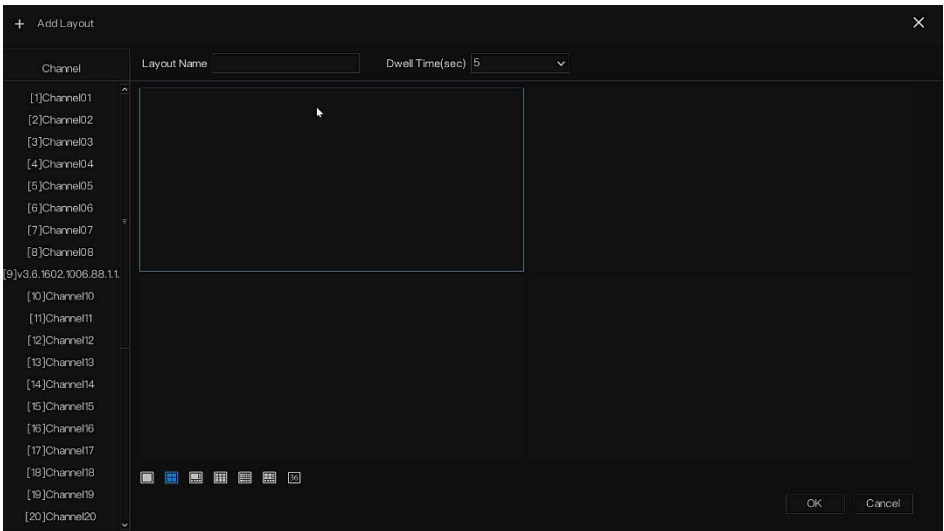 + Add Layout
Channel
Layout Name
Dwell Time(sec) 5
[1]Channel01
[2]Channel02
[3]Channel03
[4]Channel04
[5]Channel05
[6]Channel06
[7]Channel07
[8]Channel08
[9]v3.6.1602.1006.88.1.1.
[10]Channel10
[11]Channel11
[12]Channel12
[13]Channel13
[14]Channel14
[15]Channel15
[16]Channel16
[17]Channel17
[18]Channel18
[19]Channel19
[20]Channel20
36
OK
Cancel